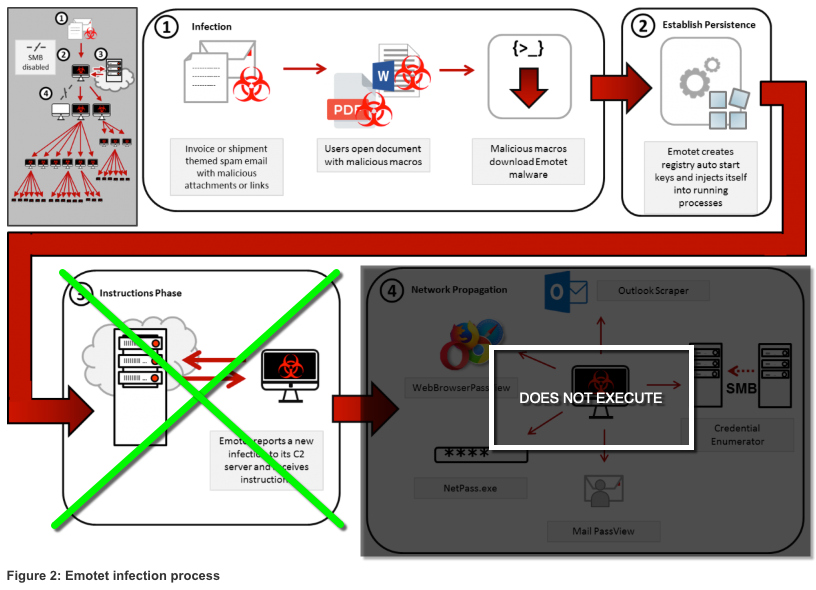 1
– / –
SMB
disabled
2
3
4
1 Infection
Invoice or shipment
themed spam email
with malicious
attachments or links
W
PDF
Users open document
with malicious macros
{>_}
Malicious macros
download Emotet
malware
2 Establish Persistence
Emotet creates
registry auto start
keys and injects itself
into running
processes
3 Instructions Phase
Emotet reports a new
infection to its C2
server and receives
instructions
4 Network Propagation
O
Outlook Scraper
WebBrowserPassView
DOES NOT EXECUTE
SMB
Credential
Enumerator
****
NetPass.exe
Mail PassView
Figure 2: Emotet infection process